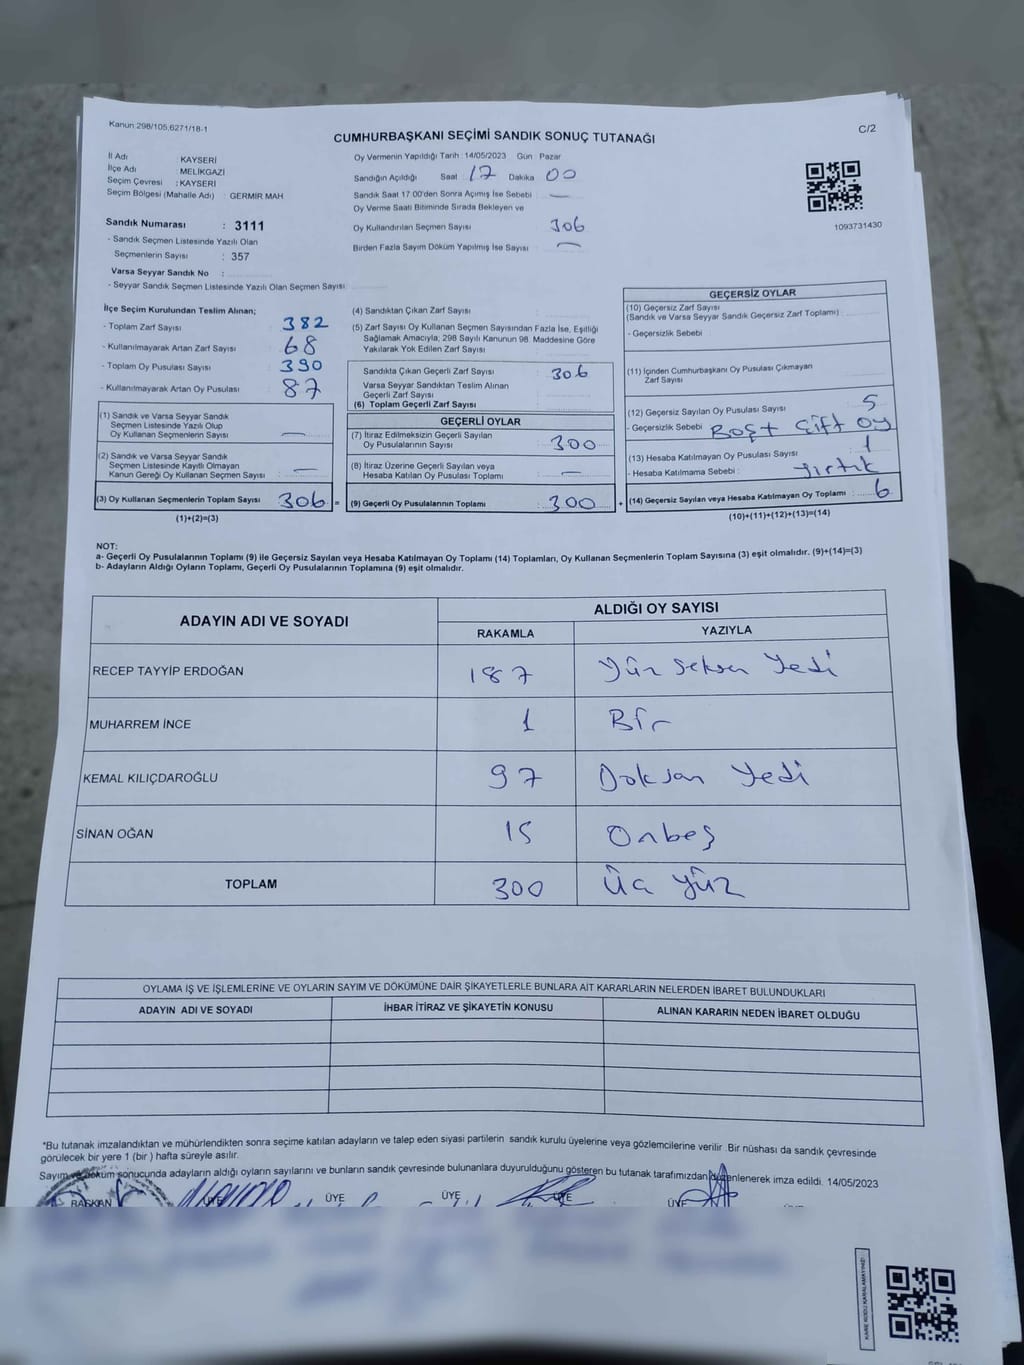 Kanun:298/105,6271/18-1
C/2
CUMHURBAŞKANI SEÇİMİ SANDIK SONUÇ TUTANAĞI
İl Adı : KAYSERİ
İlçe Adı : MELİKGAZİ
Seçim Çevresi : KAYSERİ
Seçim Bölgesi (Mahalle Adı) : GERMİR MAH
Sandık Numarası : 3111
- Sandık Seçmen Listesinde Yazılı Olan
Seçmenlerin Sayısı : 357
Varsa Seyyar Sandık No :
- Seyyar Sandık Seçmen Listesinde Yazılı Olan Seçmen Sayısı:
Oy Vermenin Yapıldığı Tarih :14/05/2023 Gün Pazar
Sandığın Açıldığı Saat : 17 Dakika 00
Sandık Saat 17.00'den Sonra Açımış İse Sebebi : —
Oy Verme Saati Bitiminde Sırada Bekleyen ve
Oy Kullandırılan Seçmen Sayısı 306
Birden Fazla Sayım Döküm Yapılmış İse Sayısı : —
1093731430
İlçe Seçim Kurulundan Teslim Alınan;
- Toplam Zarf Sayısı : 382
- Kullanılmayarak Artan Zarf Sayısı : 68
- Toplam Oy Pusulası Sayısı : 390
- Kullanılmayarak Artan Oy Pusulası : 87
(1) Sandık ve Varsa Seyyar Sandık
Seçmen Listesinde Yazılı Olup
Oy Kullanan Seçmenlerin Sayısı : —
(2) Sandık ve Varsa Seyyar Sandık
Seçmen Listesinde Kayıtlı Olmayan
Kanun Gereği Oy Kullanan Seçmen Sayısı : —
(3) Oy Kullanan Seçmenlerin Toplam Sayısı : 306 =
(1)+(2)=(3)
(4) Sandıktan Çıkan Zarf Sayısı :
(5) Zarf Sayısı Oy Kullanan Seçmen Sayısından Fazla İse, Eşitliği
Sağlamak Amacıyla; 298 Sayılı Kanunun 98. Maddesine Göre
Yakılarak Yok Edilen Zarf Sayısı :
Sandıkta Çıkan Geçerli Zarf Sayısı : 306
Varsa Seyyar Sandıktan Teslim Alınan
Geçerli Zarf Sayısı :
(6) Toplam Geçerli Zarf Sayısı :
GEÇERLİ OYLAR
(7) İtiraz Edilmeksizin Geçerli Sayılan
Oy Pusulalarının Sayısı : 300
(8) İtiraz Üzerine Geçerli Sayılan veya
Hesaba Katılan Oy Pusulası Toplamı : —
(9) Geçerli Oy Pusulalarının Toplamı : 300 +
GEÇERSİZ OYLAR
(10) Geçersiz Zarf Sayısı
(Sandık ve Varsa Seyyar Sandık Geçersiz Zarf Toplamı) :
- Geçersizlik Sebebi :
(11) İçinden Cumhurbaşkanı Oy Pusulası Çıkmayan
Zarf Sayısı :
(12) Geçersiz Sayılan Oy Pusulası Sayısı : 5
- Geçersizlik Sebebi : Boş + Çift oy
(13) Hesaba Katılmayan Oy Pusulası Sayısı : 1
- Hesaba Katılmama Sebebi : yırtık
(14) Geçersiz Sayılan veya Hesaba Katılmayan Oy Toplamı : 6
(10)+(11)+(12)+(13)=(14)
NOT:
a- Geçerli Oy Pusulalarının Toplamı (9) ile Geçersiz Sayılan veya Hesaba Katılmayan Oy Toplamı (14) Toplamları, Oy Kullanan Seçmenlerin Toplam Sayısına (3) eşit olmalıdır. (9)+(14)=(3)
b- Adayların Aldığı Oyların Toplamı, Geçerli Oy Pusulalarının Toplamına (9) eşit olmalıdır.
ADAYIN ADI VE SOYADI
ALDIĞI OY SAYISI
RAKAMLA YAZIYLA
RECEP TAYYİP ERDOĞAN 187 Yüz seksen Yedi
MUHARREM İNCE 1 Bir
KEMAL KILIÇDAROĞLU 97 Doksan Yedi
SİNAN OĞAN 15 Onbeş
TOPLAM 300 Üç yüz
OYLAMA İŞ VE İŞLEMLERİNE VE OYLARIN SAYIM VE DÖKÜMÜNE DAİR ŞİKAYETLERLE BUNLARA AİT KARARLARIN NELERDEN İBARET BULUNDUKLARI
ADAYIN ADI VE SOYADI İHBAR İTİRAZ VE ŞİKAYETİN KONUSU ALINAN KARARIN NEDEN İBARET OLDUĞU
*Bu tutanak imzalandıktan ve mühürlendikten sonra seçime katılan adayların ve talep eden siyasi partilerin sandık kurulu üyelerine veya gözlemcilerine verilir. Bir nüshası da sandık çevresinde
görülecek bir yere 1 (bir ) hafta süreyle asılır.
Sayım ve döküm sonucunda adayların aldığı oyların sayılarını ve bunların sandık çevresinde bulunanlara duyurulduğunu gösteren bu tutanak tarafımızdan düzenlenerek imza edildi. 14/05/2023
BAŞKAN ÜYE ÜYE ÜYE ÜYE ÜYE
KARE KODU KARALAMAYINIZ!